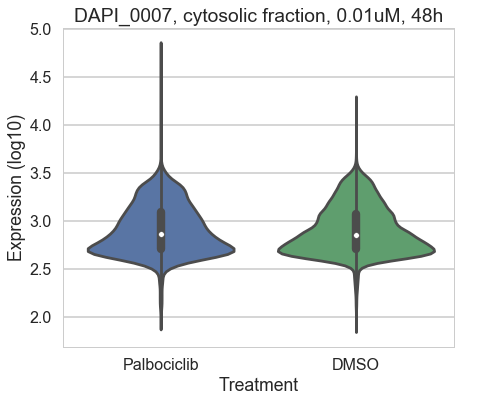 DAPI_0007, cytosolic fraction, 0.01uM, 48h
5.0
4.5
4.0
3.5
3.0
2.5
2.0
Expression (log10)
Palbociclib DMSO
Treatment